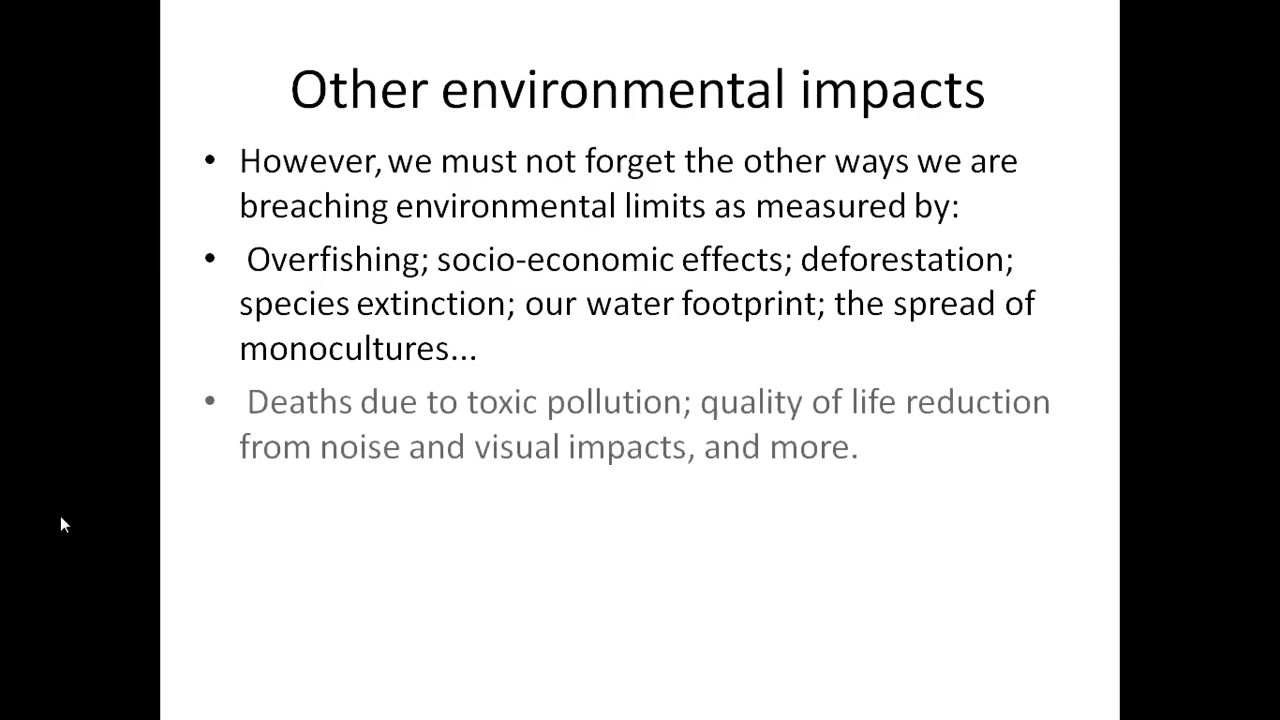 Other environmental impacts
• However, we must not forget the other ways we are
breaching environmental limits as measured by:
• Overfishing; socio-economic effects; deforestation;
species extinction; our water footprint; the spread of
monocultures...
• Deaths due to toxic pollution; quality of life reduction
from noise and visual impacts, and more.